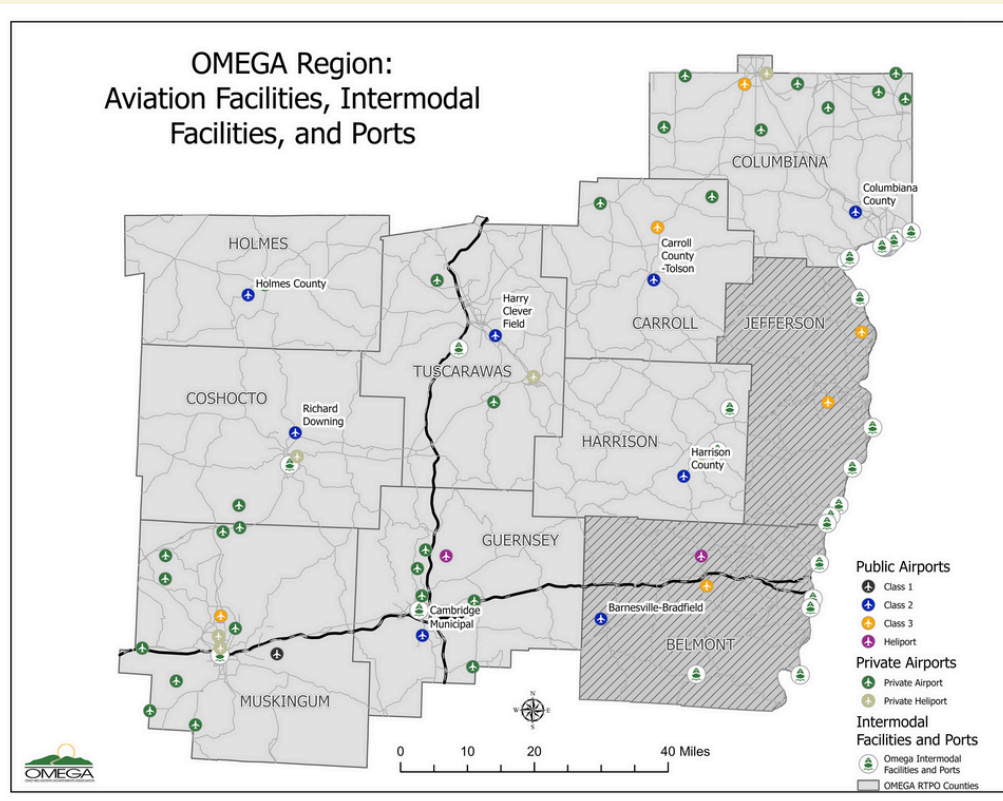 OMEGA Region:
Aviation Facilities, Intermodal
Facilities, and Ports
COLUMBIANA
Columbiana
County
HOLMES
Holmes County
Carroll
County
-Tolson
CARROLL
JEFFERSON
Harry
Clever
Field
TUSCARAWAS
COSHOCTO
Richard
Downing
HARRISON
Harrison
County
GUERNSEY
Cambridge
Municipal
Barnesville-Bradfield
BELMONT
MUSKINGUM
Public Airports
Class 1
Class 2
Class 3
Heliport
Private Airports
Private Airport
Private Heliport
Intermodal
Facilities and Ports
Omega Intermodal
Facilities and Ports
OMEGA RTPO Counties
N
W E
S
0 10 20 40 Miles
OMEGA